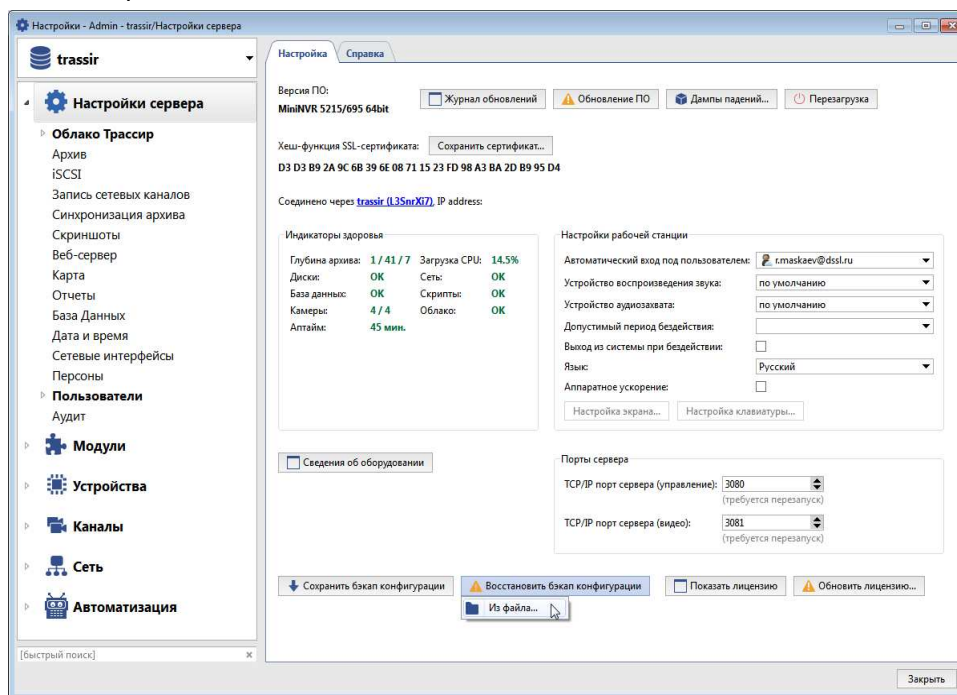 Настройки - Admin - trassir/Настройки сервера
trassir
Настройки сервера
Облако Трассир
Архив
iSCSI
Запись сетевых каналов
Синхронизация архива
Скриншоты
Веб-сервер
Карта
Отчеты
База Данных
Дата и время
Сетевые интерфейсы
Персоны
Пользователи
Аудит
Модули
Устройства
Каналы
Сеть
Автоматизация
[быстрый поиск]
Настройка Справка
Версия ПО:
MiniNVR 5215/695 64bit
Журнал обновлений Обновление ПО Дампы падений... Перезагрузка
Хеш-функция SSL-сертификата: Сохранить сертификат...
D3 D3 B9 2A 9C 6B 39 6E 08 71 15 23 FD 98 A3 BA 2D B9 95 D4
Соединено через trassir (L3SnrXi7), IP address:
Индикаторы здоровья
Глубина архива: 1 / 41 / 7 Загрузка CPU: 14.5%
Диски: OK Сеть: OK
База данных: OK Скрипты: OK
Камеры: 4 / 4 Облако: OK
Аптайм: 45 мин.
Настройки рабочей станции
Автоматический вход под пользователем: r.maskaev@dssl.ru
Устройство воспроизведения звука: по умолчанию
Устройство аудиозахвата: по умолчанию
Допустимый период бездействия:
Выход из системы при бездействии:
Язык: Русский
Аппаратное ускорение:
Настройка экрана... Настройка клавиатуры...
Сведения об оборудовании
Порты сервера
TCP/IP порт сервера (управление): 3080
(требуется перезапуск)
TCP/IP порт сервера (видео): 3081
(требуется перезапуск)
Сохранить бэкап конфигурации Восстановить бэкап конфигурации Показать лицензию Обновить лицензию...
Из файла...
Закрыть